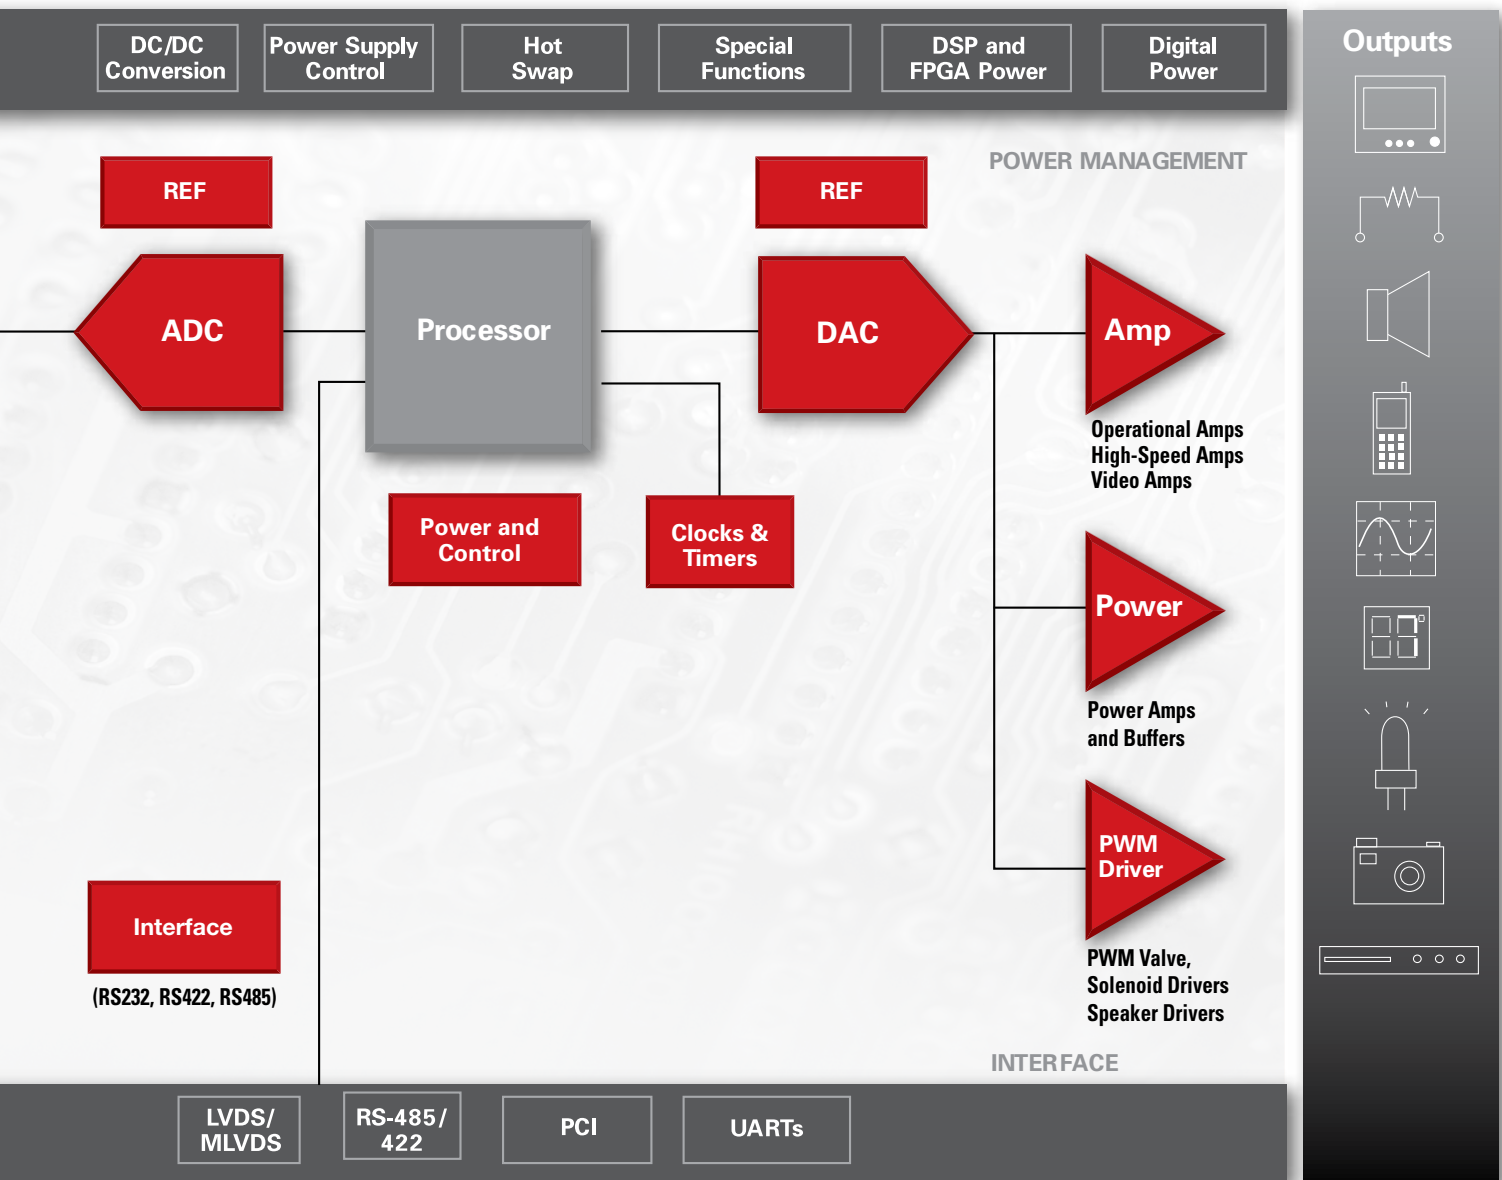 DC/DC
Conversion
Power Supply
Control
Hot
Swap
Special
Functions
DSP and
FPGA Power
Digital
Power
Outputs
POWER MANAGEMENT
REF
REF
ADC
Processor
DAC
Amp
Operational Amps
High-Speed Amps
Video Amps
Power and
Control
Clocks &
Timers
Power
Power Amps
and Buffers
PWM
Driver
PWM Valve,
Solenoid Drivers
Speaker Drivers
Interface
(RS232, RS422, RS485)
INTERFACE
LVDS/
MLVDS
RS-485/
422
PCI
UARTs